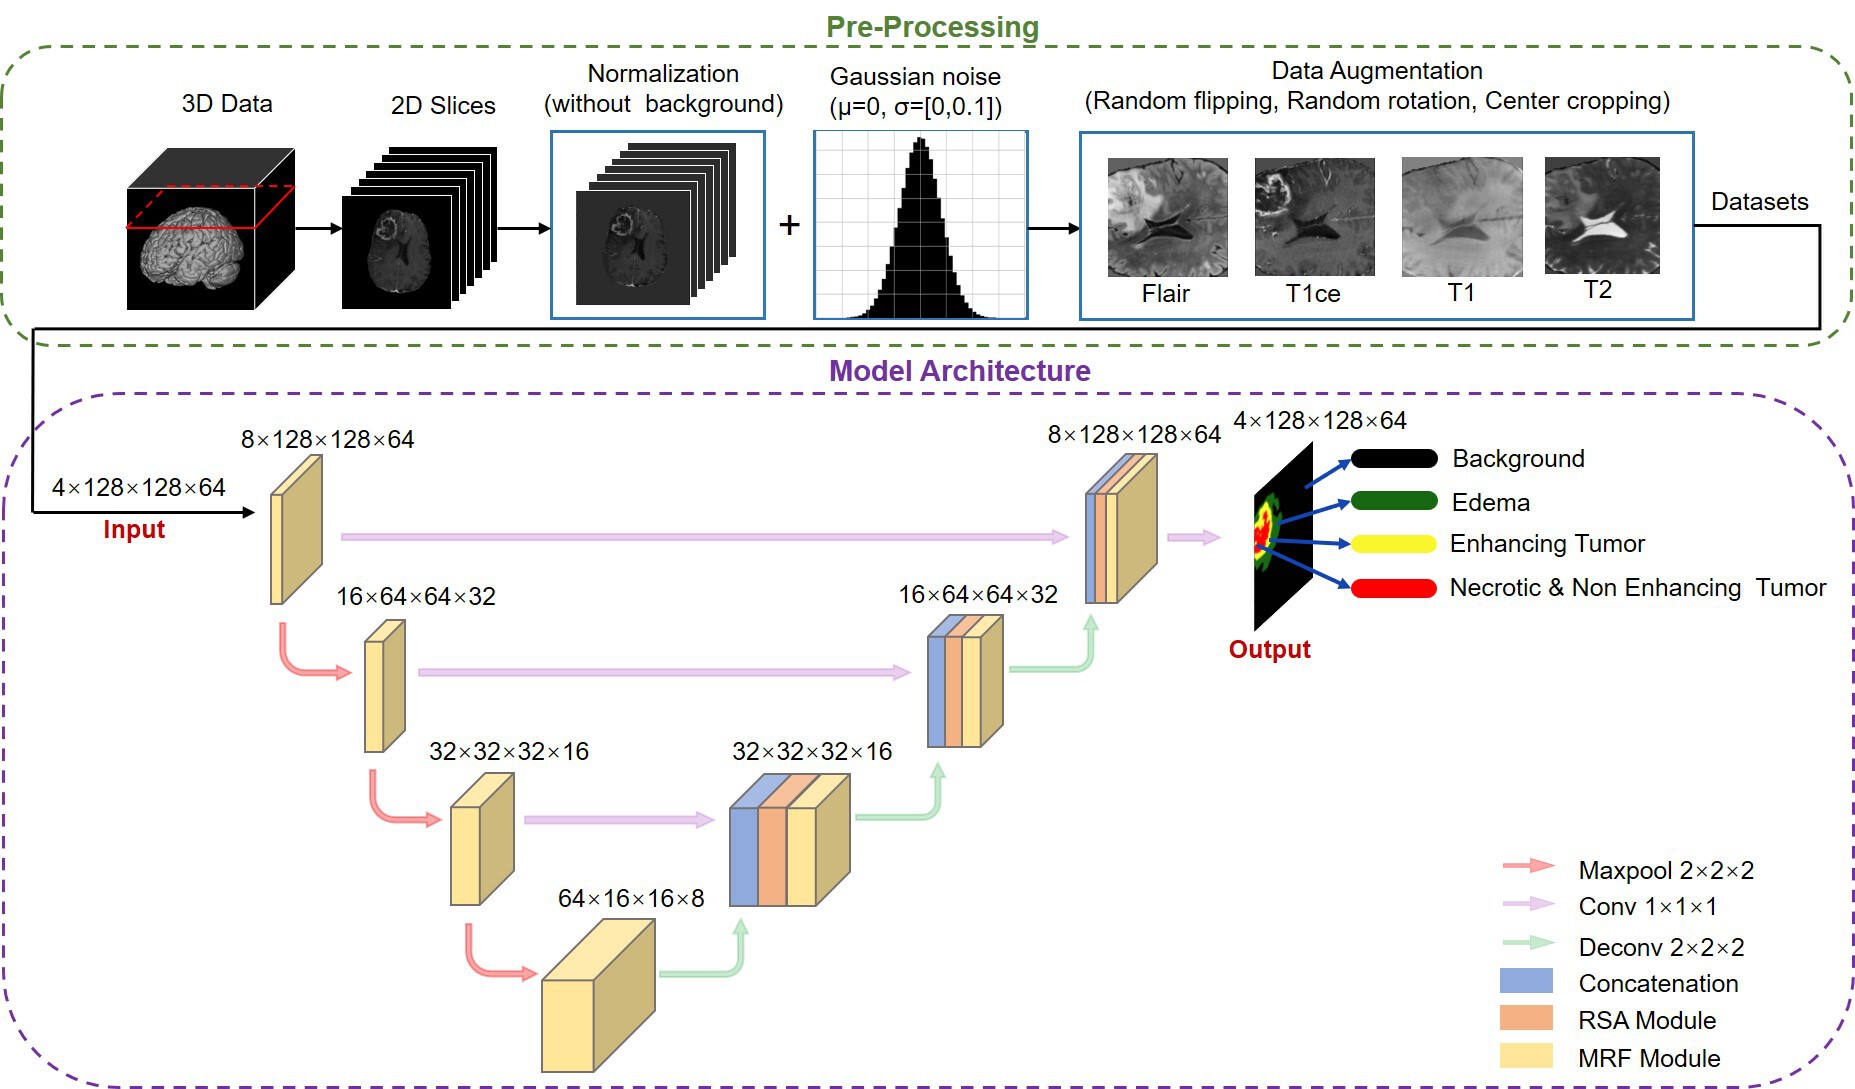 Pre-Processing
3D Data
2D Slices
Normalization
(without background)
Gaussian noise
(μ=0, σ=[0,0.1])
Data Augmentation
(Random flipping, Random rotation, Center cropping)
+
Flair
T1ce
T1
T2
Datasets
Model Architecture
4×128×128×64
Input
8×128×128×64
16×64×64×32
32×32×32×16
64×16×16×8
32×32×32×16
16×64×64×32
8×128×128×64
4×128×128×64
Output
Background
Edema
Enhancing Tumor
Necrotic & Non Enhancing Tumor
Maxpool 2×2×2
Conv 1×1×1
Deconv 2×2×2
Concatenation
RSA Module
MRF Module